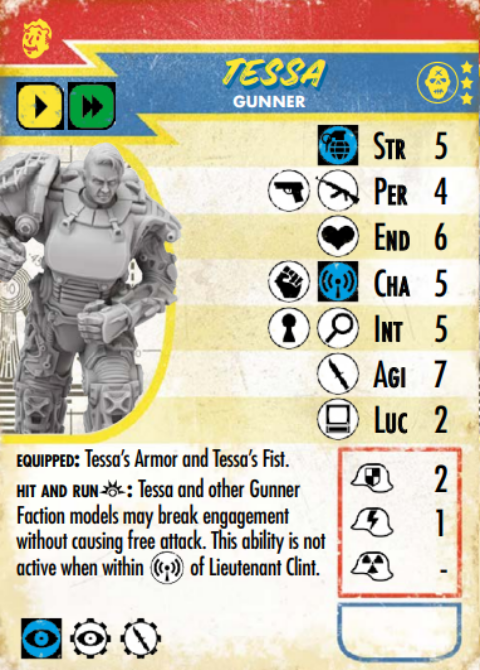 TESSA
GUNNER
STR 5
PER 4
END 6
CHA 5
INT 5
AGI 7
LUC 2
EQUIPPED: Tessa's Armor and Tessa's Fist.
HIT AND RUN: Tessa and other Gunner
Faction models may break engagement
without causing free attack. This ability is not
active when within of Lieutenant Clint.
2
1
-